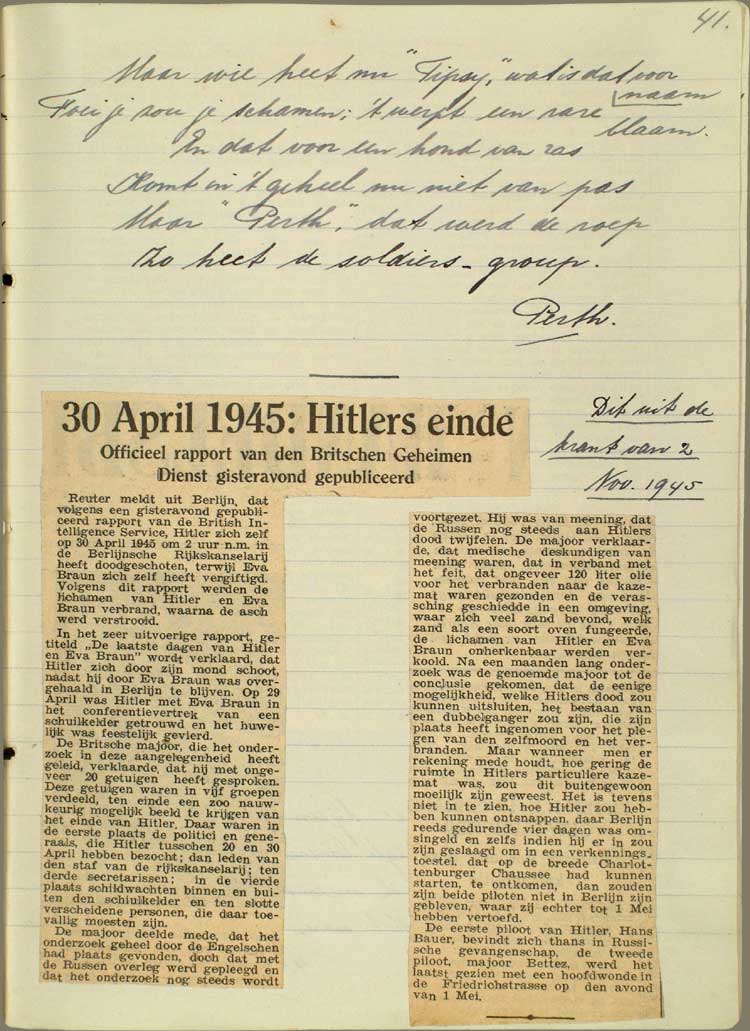 41.
Maar wie heet nu "Tipsy," wat is dat voor
naam
Foei je zou je schamen; 't werpt een rare
blaam.
En dat voor een hond van ras
Komt in 't geheel nu niet van pas
Maar "Perth", dat werd de roep
Zo heet de soldiers-group.
Perth.
Dit uit de
krant van 2
Nov. 1945
30 April 1945: Hitlers einde
Officieel rapport van den Britschen Geheimen
Dienst gisteravond gepubliceerd
Reuter meldt uit Berlijn, dat
volgens een gisteravond gepubli-
ceerd rapport van de British In-
telligence Service, Hitler zich zelf
op 30 April 1945 om 2 uur n.m. in
de Berlijnsche Rijkskanselarij
heeft doodgeschoten, terwijl Eva
Braun zich zelf heeft vergiftigd.
Volgens dit rapport werden de
lichamen van Hitler en Eva
Braun verbrand, waarna de asch
werd verstrooid.
In het zeer uitvoerige rapport, ge-
titeld „De laatste dagen van Hitler
en Eva Braun" wordt verklaard, dat
Hitler zich door zijn mond schoot,
nadat hij door Eva Braun was over-
gehaald in Berlijn te blijven. Op 29
April was Hitler met Eva Braun in
het conferentievertrek van een
schuilkelder getrouwd en het huwe-
lijk was feestelijk gevierd.
De Britsche majoor, die het onder-
zoek in deze aangelegenheid heeft
geleid, verklaarde, dat hij met onge-
veer 20 getuigen heeft gesproken.
Deze getuigen waren in vijf groepen
verdeeld, ten einde een zoo nauw-
keurig mogelijk beeld te krijgen van
het einde van Hitler. Daar waren in
de eerste plaats de politici en gene-
raals, die Hitler tusschen 20 en 30
April hebben bezocht; dan leden van
den staf van de rijkskanselarij; ten
derde secretarissen; in de vierde
plaats schildwachten binnen en bui-
ten den schuilkelder en ten slotte
verscheidene personen, die daar toe-
vallig moesten zijn.
De majoor deelde mede, dat het
onderzoek geheel door de Engelschen
had plaats gevonden, doch dat met
de Russen overleg werd gepleegd en
dat het onderzoek nog steeds wordt
voortgezet. Hij was van meening, dat
de Russen nog steeds aan Hitlers
dood twijfelen. De majoor verklaar-
de, dat medische deskundigen van
meening waren, dat in verband met
het feit, dat ongeveer 120 liter olie
voor het verbranden naar de kaze-
mat waren gezonden en de veras-
sching geschiedde in een omgeving,
waar zich veel zand bevond, welk
zand als een soort oven fungeerde,
de lichamen van Hitler en Eva
Braun onherkenbaar werden ver-
koold. Na een maanden lang onder-
zoek was de genoemde majoor tot de
conclusie gekomen, dat de eenige
mogelijkheid, welke Hitlers dood zou
kunnen uitsluiten, het bestaan van
een dubbelganger zou zijn, die zijn
plaats heeft ingenomen voor het ple-
gen van den zelfmoord en het ver-
branden. Maar wanneer men er
rekening mede houdt, hoe gering de
ruimte in Hitlers particuliere kaze-
mat was, zou dit buitengewoon
moeilijk zijn geweest. Het is tevens
niet in te zien, hoe Hitler zou heb-
ben kunnen ontsnappen, daar Berlijn
reeds gedurende vier dagen was om-
singeld en zelfs indien hij er in zou
zijn geslaagd om in een verkennings-
toestel, dat op de breede Charlot-
tenburger Chaussee had kunnen
starten, te ontkomen, dan zouden
zijn beide piloten niet in Berlijn zijn
gebleven, waar zij echter tot 1 Mei
hebben vertoefd.
De eerste piloot van Hitler, Hans
Bauer, bevindt zich thans in Russi-
sche gevangenschap, de tweede
piloot, majoor Bettez, werd het
laatst gezien met een hoofdwonde in
de Friedrichstrasse op den avond
van 1 Mei.